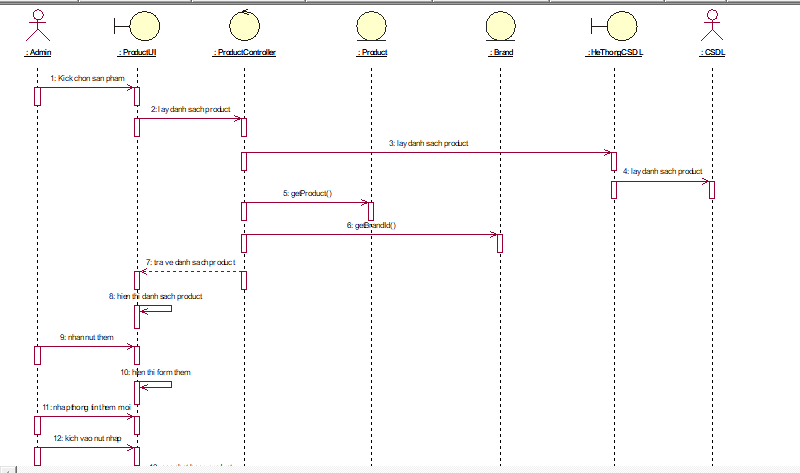 : Admin
: ProductUI
: ProductController
: Product
: Brand
: HeThongCSDL
: CSDL
1: Kick chon san pham
2: lay danh sach product
3: lay danh sach product
4: lay danh sach product
5: getProduct()
6: getBrandId()
7: tra ve danh sach product
8: hien thi danh sach product
9: nhan nut them
10: hien thi form them
11: nhap thong tin them moi
12: kich vao nut nhap